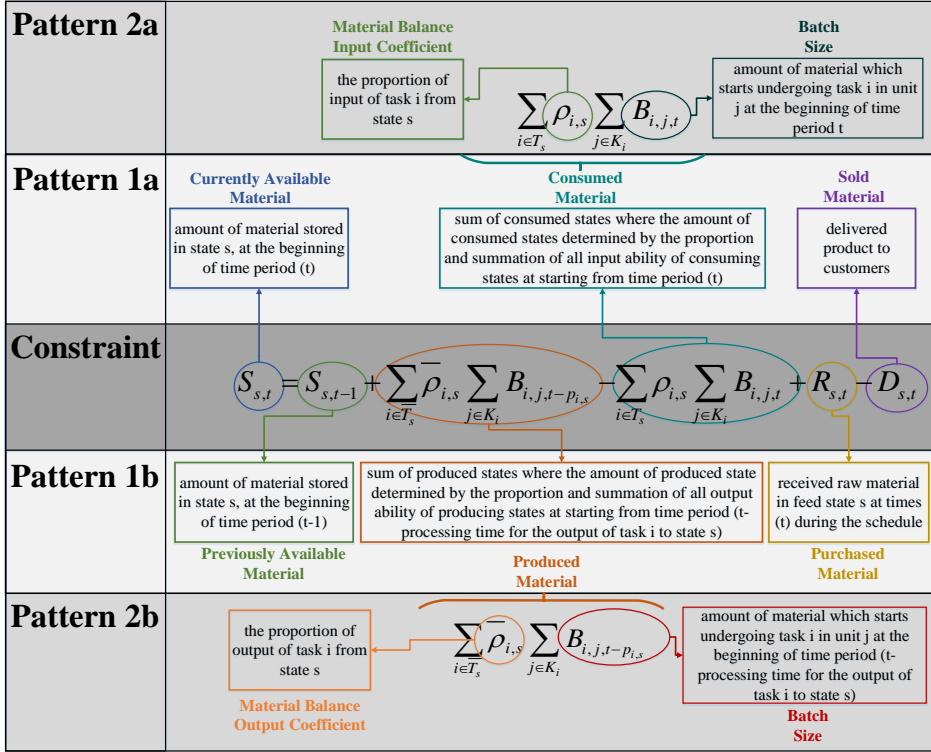 Pattern 2a
Material Balance
Input Coefficient
the proportion of
input of task i from
state s
∑_{i∈T_s} ρ_{i,s} ∑_{j∈K_i} B_{i,j,t}
Batch
Size
amount of material which
starts undergoing task i in unit
j at the beginning of time
period t
Pattern 1a
Currently Available
Material
amount of material stored
in state s, at the beginning
of time period (t)
Consumed
Material
sum of consumed states where the amount of
consumed states determined by the proportion
and summation of all input ability of consuming
states at starting from time period (t)
Sold
Material
delivered
product to
customers
Constraint
S_{s,t} = S_{s,t-1} + ∑_{i∈T̅_s} ρ̅_{i,s} ∑_{j∈K_i} B_{i,j,t-p_{i,s}} - ∑_{i∈T_s} ρ_{i,s} ∑_{j∈K_i} B_{i,j,t} + R_{s,t} - D_{s,t}
Pattern 1b
amount of material stored
in state s, at the beginning
of time period (t-1)
Previously Available
Material
sum of produced states where the amount of produced state
determined by the proportion and summation of all output
ability of producing states at starting from time period (t-
processing time for the output of task i to state s)
Produced
Material
received raw material
in feed state s at times
(t) during the schedule
Purchased
Material
Pattern 2b
the proportion of
output of task i from
state s
Material Balance
Output Coefficient
∑_{i∈T̅_s} ρ̅_{i,s} ∑_{j∈K_i} B_{i,j,t-p_{i,s}}
amount of material which starts
undergoing task i in unit j at the
beginning of time period (t-
processing time for the output of
task i to state s)
Batch
Size